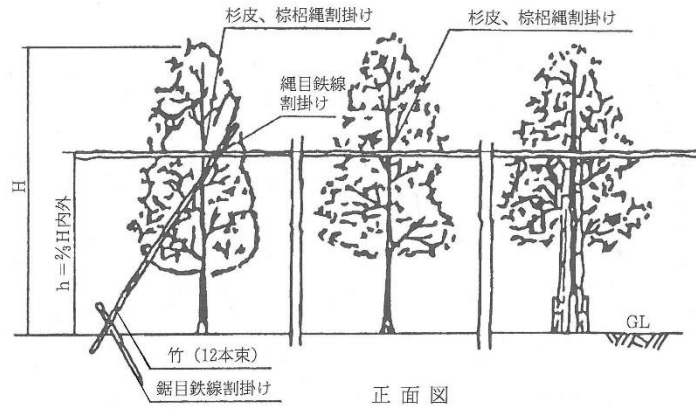 杉皮、棕梠縄割掛け
杉皮、棕梠縄割掛け
縄目鉄線
割掛け
H
h=⅔H内外
GL
竹（12本束）
鋸目鉄線割掛け
正面図